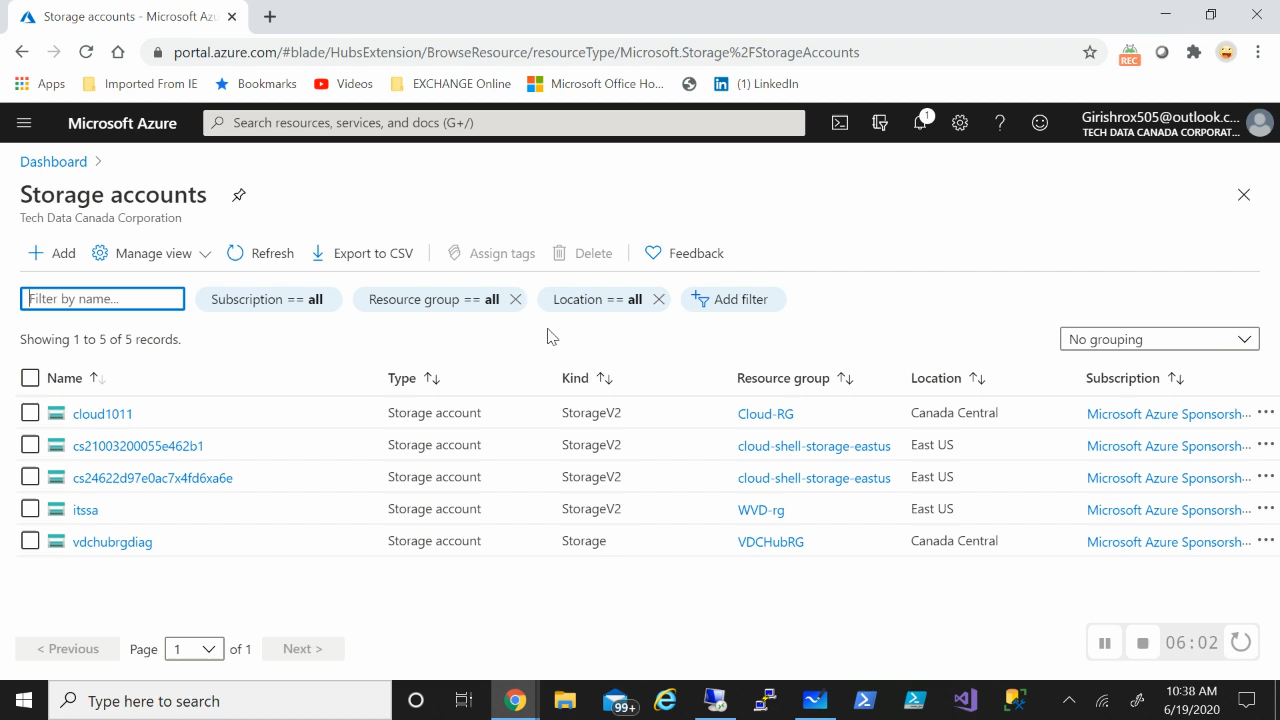 Storage accounts - Microsoft Azu
portal.azure.com/#blade/HubsExtension/BrowseResource/resourceType/Microsoft.Storage%2FStorageAccounts
REC
Apps Imported From IE Bookmarks Videos EXCHANGE Online Microsoft Office Ho... (1) LinkedIn
Microsoft Azure Search resources, services, and docs (G+/) 1 Girishrox505@outlook.c...
TECH DATA CANADA CORPORAT...
Dashboard >
Storage accounts
Tech Data Canada Corporation
Add Manage view Refresh Export to CSV Assign tags Delete Feedback
Filter by name... Subscription == all Resource group == all Location == all Add filter
Showing 1 to 5 of 5 records. No grouping
Name Type Kind Resource group Location Subscription
cloud1011 Storage account StorageV2 Cloud-RG Canada Central Microsoft Azure Sponsorsh...
cs21003200055e462b1 Storage account StorageV2 cloud-shell-storage-eastus East US Microsoft Azure Sponsorsh...
cs24622d97e0ac7x4fd6xa6e Storage account StorageV2 cloud-shell-storage-eastus East US Microsoft Azure Sponsorsh...
itssa Storage account StorageV2 WVD-rg East US Microsoft Azure Sponsorsh...
vdchubrgdiag Storage account Storage VDCHubRG Canada Central Microsoft Azure Sponsorsh...
< Previous Page 1 of 1 Next > 06:02
Type here to search 99+ 10:38 AM
6/19/2020